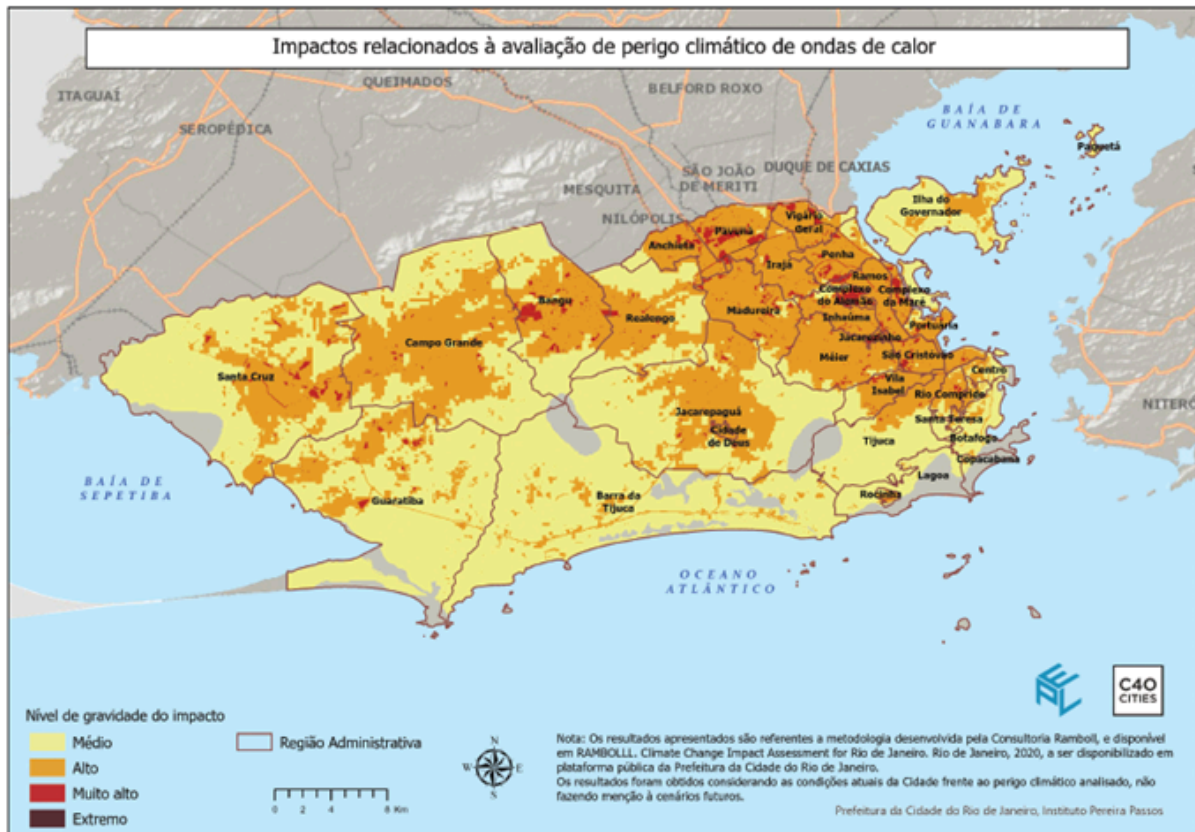 Impactos relacionados à avaliação de perigo climático de ondas de calor
ITAGUAÍ
QUEIMADOS
BELFORD ROXO
SEROPÉDICA
BAÍA DE
GUANABARA
Paquetá
SÃO JOÃO
DE MERITI
DUQUE DE CAXIAS
MESQUITA
NILÓPOLIS
Ilha do
Governador
Vigário
Geral
Pavuna
Anchieta
Penha
Irajá
Ramos
Complexo
do Alemão
Complexo
da Maré
Bangu
Realengo
Madureira
Inhaúma
Portuária
Jacarezinho
Campo Grande
Méier
São Cristóvão
Centro
Santa Cruz
Vila
Isabel
Rio Comprido
NITERÓ
Jacarepaguá
Cidade
de Deus
Santa Teresa
Botafogo
Tijuca
Copacabana
Lagoa
BAÍA DE
SEPETIBA
Guaratiba
Barra da
Tijuca
Rocinha
OCEANO
ATLÂNTICO
C40
CITIES
Nível de gravidade do impacto
Médio
Alto
Muito alto
Extremo
Região Administrativa
N
W
E
S
0 2 4 8 Km
Nota: Os resultados apresentados são referentes a metodologia desenvolvida pela Consultoria Ramboll, e disponível
em RAMBOLLL. Climate Change Impact Assessment for Rio de Janeiro. Rio de Janeiro, 2020, a ser disponibilizado em
plataforma pública da Prefeitura da Cidade do Rio de Janeiro.
Os resultados foram obtidos considerando as condições atuais da Cidade frente ao perigo climático analisado, não
fazendo menção à cenários futuros.
Prefeitura da Cidade do Rio de Janeiro, Instituto Pereira Passos